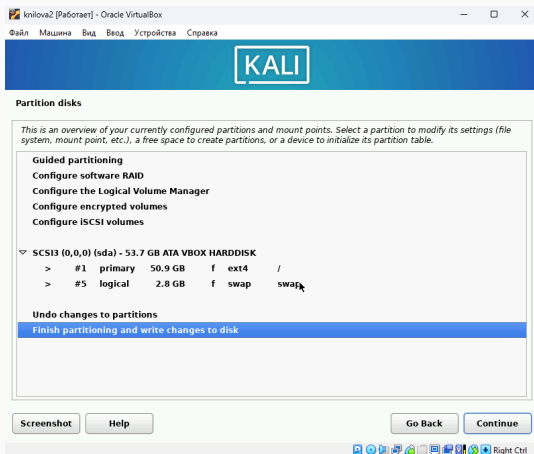 knilova2 [Работает] - Oracle VirtualBox
Файл Машина Вид Ввод Устройства Справка
KALI
Partition disks
This is an overview of your currently configured partitions and mount points. Select a partition to modify its settings (file
system, mount point, etc.), a free space to create partitions, or a device to initialize its partition table.
Guided partitioning
Configure software RAID
Configure the Logical Volume Manager
Configure encrypted volumes
Configure iSCSI volumes
SCSI3 (0,0,0) (sda) - 53.7 GB ATA VBOX HARDDISK
> #1 primary 50.9 GB f ext4 /
> #5 logical 2.8 GB f swap swap
Undo changes to partitions
Finish partitioning and write changes to disk
Screenshot Help Go Back Continue
Right Ctrl